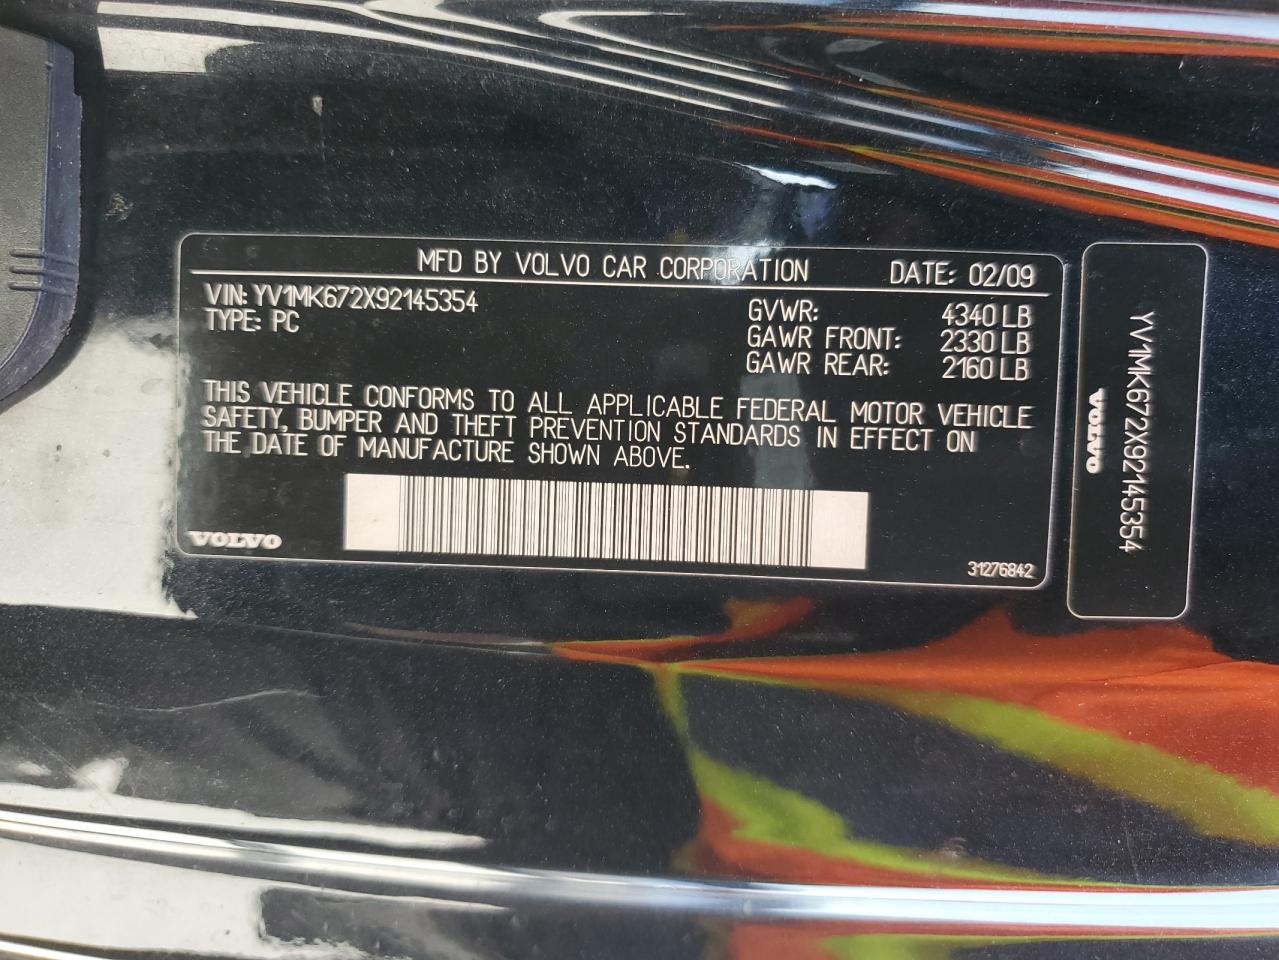 MFD BY VOLVO CAR CORPORATION DATE: 02/09
VIN: YV1MK672X92145354
TYPE: PC
GVWR: 4340 LB
GAWR FRONT: 2330 LB
GAWR REAR: 2160 LB
THIS VEHICLE CONFORMS TO ALL APPLICABLE FEDERAL MOTOR VEHICLE
SAFETY, BUMPER AND THEFT PREVENTION STANDARDS IN EFFECT ON
THE DATE OF MANUFACTURE SHOWN ABOVE.
VOLVO
31276842
YV1MK672X92145354
VOLVO